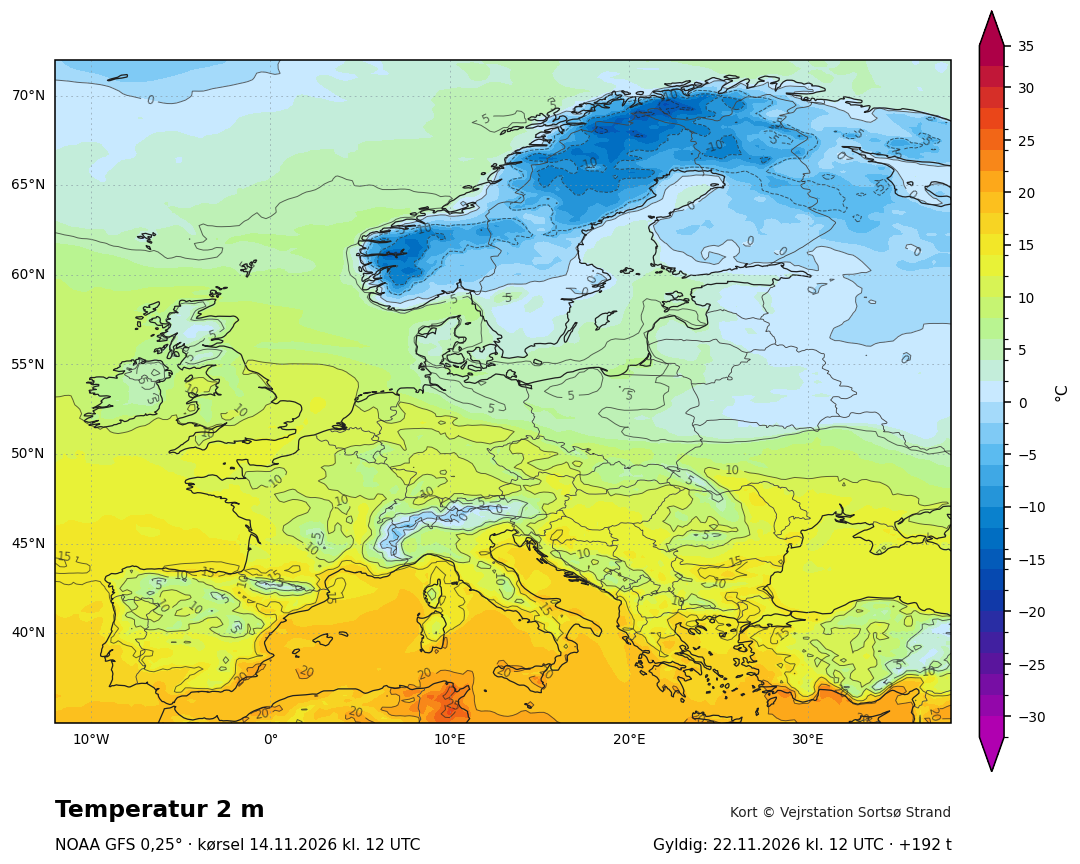 35
30
25
20
15
10
5
0
−5
−10
−15
−20
−25
−30
°C
70°N
65°N
60°N
55°N
50°N
45°N
40°N
10°W
0°
10°E
20°E
30°E
Temperatur 2 m
Kort © Vejrstation Sortsø Strand
NOAA GFS 0,25° · kørsel 14.11.2026 kl. 12 UTC
Gyldig: 22.11.2026 kl. 12 UTC · +192 t